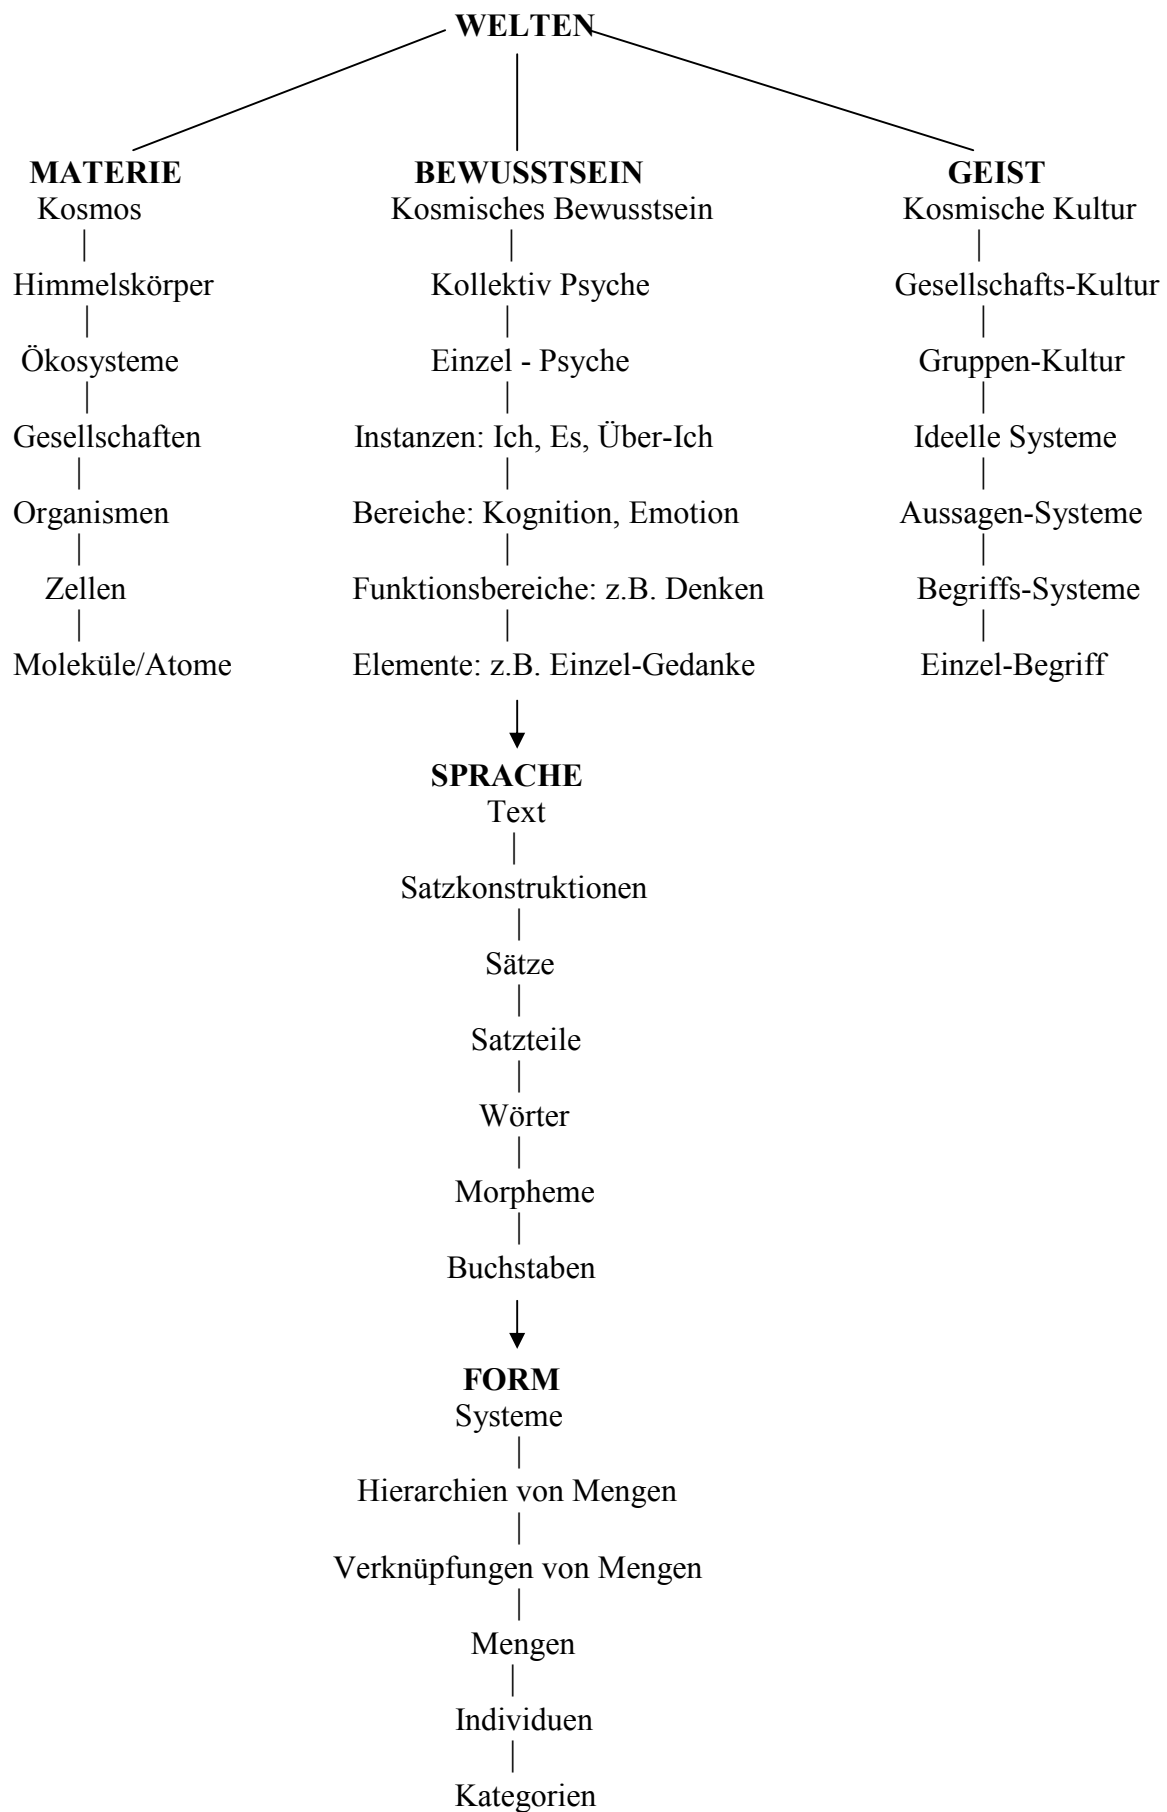 WELTEN
MATERIE BEWUSSTSEIN GEIST
Kosmos Kosmisches Bewusstsein Kosmische Kultur
Himmelskörper Kollektiv Psyche Gesellschafts-Kultur
Ökosysteme Einzel - Psyche Gruppen-Kultur
Gesellschaften Instanzen: Ich, Es, Über-Ich Ideelle Systeme
Organismen Bereiche: Kognition, Emotion Aussagen-Systeme
Zellen Funktionsbereiche: z.B. Denken Begriffs-Systeme
Moleküle/Atome Elemente: z.B. Einzel-Gedanke Einzel-Begriff
SPRACHE
Text
Satzkonstruktionen
Sätze
Satzteile
Wörter
Morpheme
Buchstaben
FORM
Systeme
Hierarchien von Mengen
Verknüpfungen von Mengen
Mengen
Individuen
Kategorien